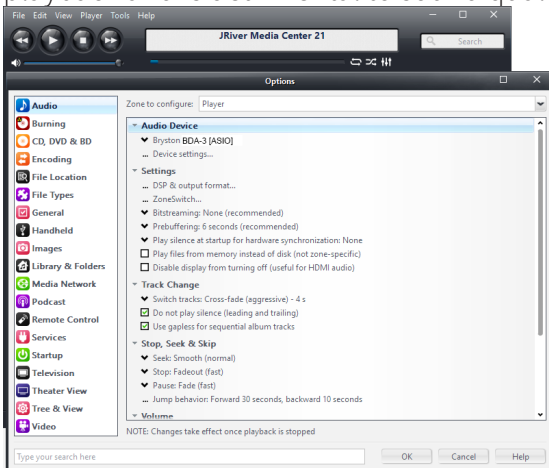 File Edit View Player Tools Help
JRiver Media Center 21
Search
Options
Audio
Burning
CD, DVD & BD
Encoding
File Location
File Types
General
Handheld
Images
Library & Folders
Media Network
Podcast
Remote Control
Services
Startup
Television
Theater View
Tree & View
Video
Zone to configure: Player
Audio Device
Bryston BDA-3 [ASIO]
... Device settings...
Settings
... DSP & output format...
... ZoneSwitch...
Bitstreaming: None (recommended)
Prebuffering: 6 seconds (recommended)
Play silence at startup for hardware synchronization: None
Play files from memory instead of disk (not zone-specific)
Disable display from turning off (useful for HDMI audio)
Track Change
Switch tracks: Cross-fade (aggressive) - 4 s
Do not play silence (leading and trailing)
Use gapless for sequential album tracks
Stop, Seek & Skip
Seek: Smooth (normal)
Stop: Fadeout (fast)
Pause: Fade (fast)
... Jump behavior: Forward 30 seconds, backward 10 seconds
Volume
NOTE: Changes take effect once playback is stopped
Type your search here
OK Cancel Help